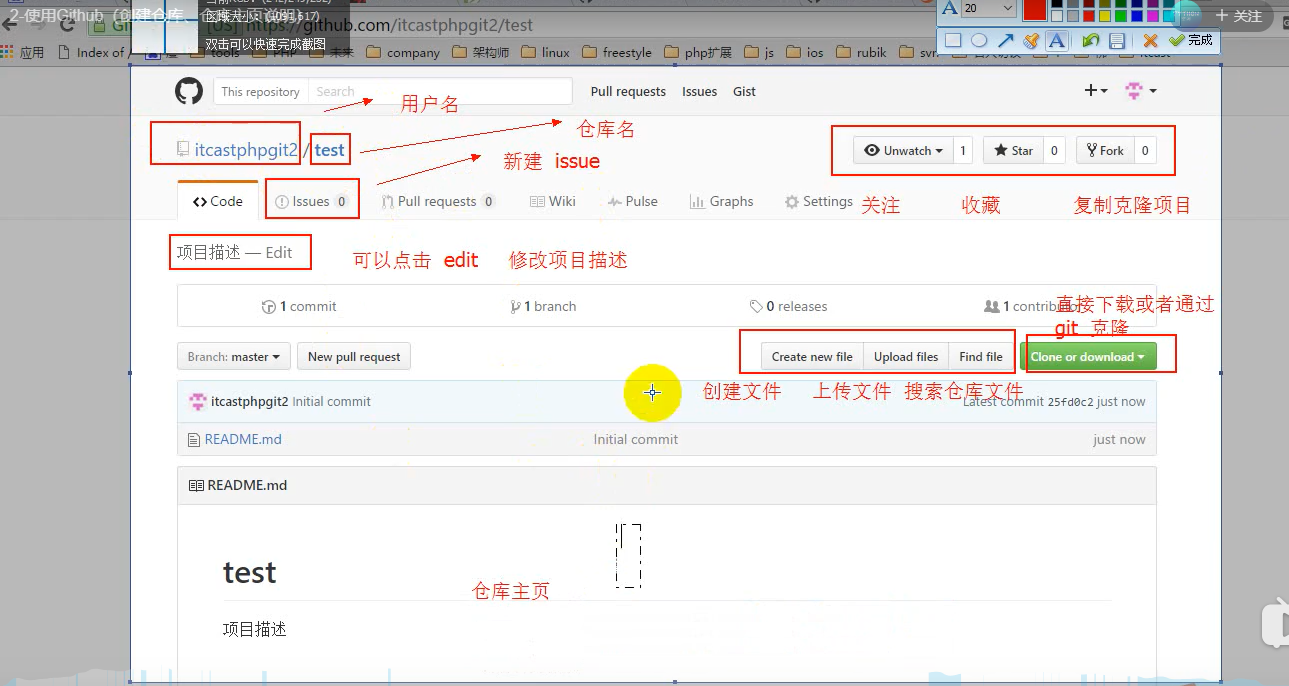 2-使用Github（创建仓库、仓库主页说明）
https://github.com/itcastphpgit2/test
双击可以快速完成截图
20
+ 关注
完成
应用 Index of / tools PHP 未来 company 架构师 linux freestyle php扩展 js ios rubik
This repository Search Pull requests Issues Gist
用户名
仓库名
itcastphpgit2 / test
Unwatch 1 Star 0 Fork 0
新建 issue
Code Issues 0 Pull requests 0 Wiki Pulse Graphs Settings
关注 收藏 复制克隆项目
项目描述 — Edit
可以点击 edit 修改项目描述
1 commit 1 branch 0 releases 1 contributor
直接下载或者通过
git 克隆
Branch: master New pull request Create new file Upload files Find file Clone or download
创建文件 上传文件 搜索仓库文件
itcastphpgit2 Initial commit Latest commit 25fd0c2 just now
README.md Initial commit just now
README.md
test
仓库主页
项目描述